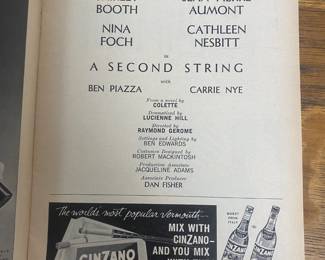 BOOTH
AUMONT
NINA
FOCH
CATHLEEN
NESBITT
in
A SECOND STRING
with
BEN PIAZZA CARRIE NYE
From a novel by
COLETTE
Dramatized by
LUCIENNE HILL
Directed by
RAYMOND GEROME
Settings and Lighting by
BEN EDWARDS
Costumes Designed by
ROBERT MACKINTOSH
Production Associate
JACQUELINE ADAMS
Associate Producer
DAN FISHER
The world's most popular vermouth—
MIX WITH
CINZANO—
AND YOU MIX
CINZANO
CINZANO
CINZANO